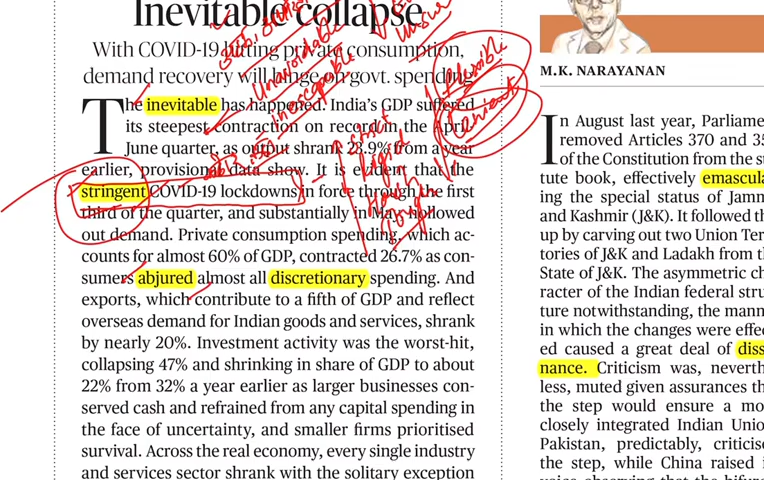 Inevitable collapse
With COVID-19 hitting private consumption,
demand recovery will hinge on govt. spending
The inevitable has happened. India's GDP suffered
its steepest contraction on record in the April-
June quarter, as output shrank 23.9% from a year
earlier, provisional data show. It is evident that the
stringent COVID-19 lockdowns in force through the first
third of the quarter, and substantially in May hollowed
out demand. Private consumption spending, which ac-
counts for almost 60% of GDP, contracted 26.7% as con-
sumers abjured almost all discretionary spending. And
exports, which contribute to a fifth of GDP and reflect
overseas demand for Indian goods and services, shrank
by nearly 20%. Investment activity was the worst-hit,
collapsing 47% and shrinking in share of GDP to about
22% from 32% a year earlier as larger businesses con-
served cash and refrained from any capital spending in
the face of uncertainty, and smaller firms prioritised
survival. Across the real economy, every single industry
and services sector shrank with the solitary exception
Unavoidable
inescapable
unsure
flexible
lenient
strict
rigid
Harsh
tough
M.K. NARAYANAN
In August last year, Parliame
removed Articles 370 and 35
of the Constitution from the st
tute book, effectively emascula
ing the special status of Jamm
and Kashmir (J&K). It followed th
up by carving out two Union Ter
tories of J&K and Ladakh from th
State of J&K. The asymmetric ch
racter of the Indian federal stru
ture notwithstanding, the mann
in which the changes were effe
ed caused a great deal of diss
nance. Criticism was,neverth
less, muted given assurances th
the step would ensure a mo
closely integrated Indian Unio
Pakistan, predictably, criticise
the step, while China raised i